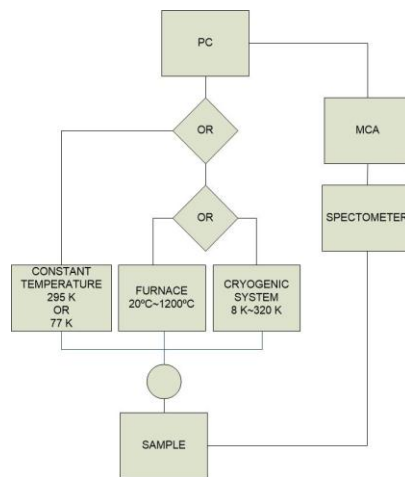 PC
OR
MCA
OR
SPECTOMETER
CONSTANT
TEMPERATURE
295 K
OR
77 K
FURNACE
20ºC~1200ºC
CRYOGENIC
SYSTEM
8 K~320 K
SAMPLE